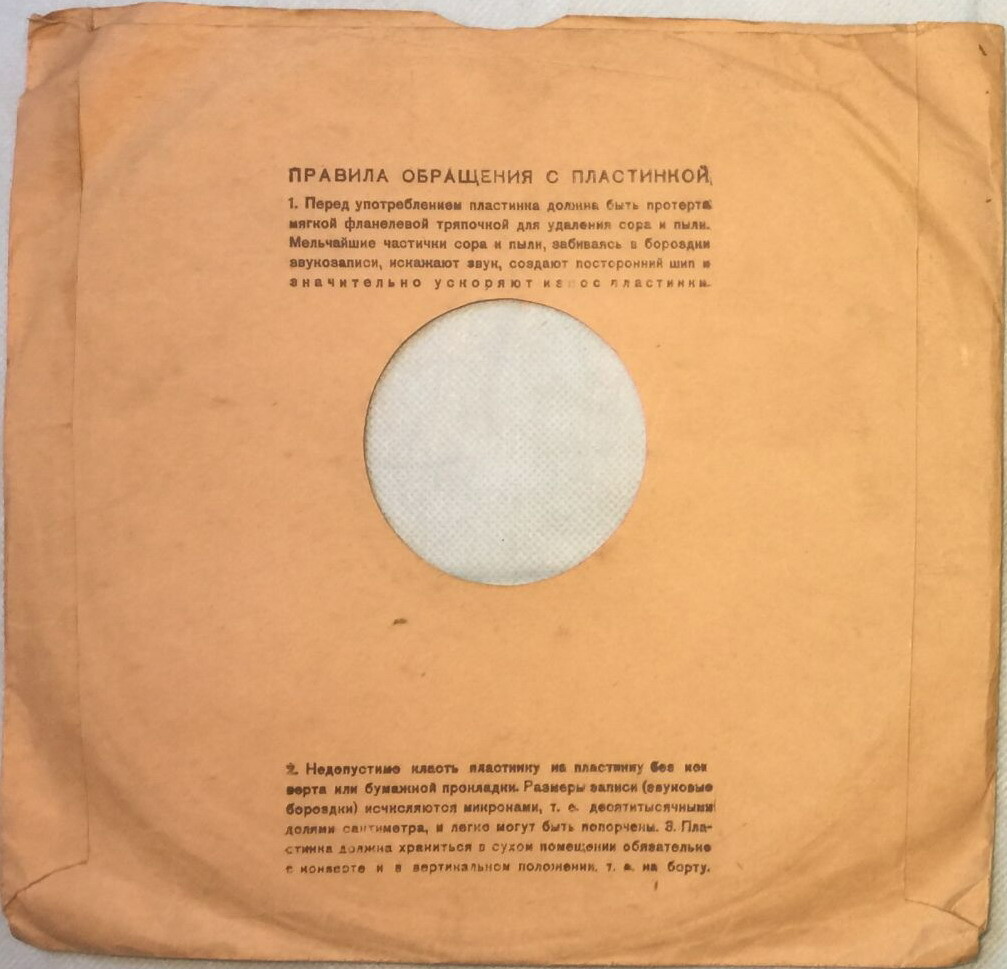 ПРАВИЛА ОБРАЩЕНИЯ С ПЛАСТИНКОЙ
1. Перед употреблением пластинка должна быть протерта
мягкой фланелевой тряпочкой для удаления сора и пыли.
Мельчайшие частички сора и пыли, забиваясь в бороздки
звукозаписи, искажают звук, создают посторонний шип и
значительно ускоряют износ пластинки.
2. Недопустимо класть пластинку на пластинку без кон
верта или бумажной прокладки. Размеры записи (звуковые
бороздки) исчисляются микронами, т. е. десятитысячными
долями сантиметра, и легко могут быть попорчены. 3. Пла-
стинка должна храниться в сухом помещении обязательно
в конверте и в вертикальном положении, т. е. на борту.